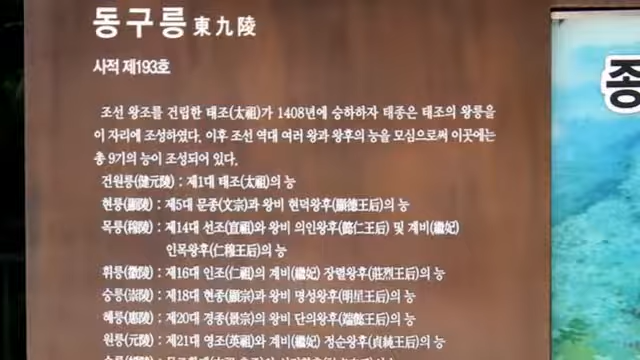 동구릉 東九陵
사적 제193호
조선 왕조를 건립한 태조(太祖)가 1408년에 승하하자 태종은 태조의 왕릉을
이 자리에 조성하였다. 이후 조선 역대 여러 왕과 왕후의 능을 모심으로써 이곳에는
총 9기의 능이 조성되어 있다.
건원릉(健元陵) : 제1대 태조(太祖)의 능
현릉(顯陵) : 제5대 문종(文宗)과 왕비 현덕왕후(顯德王后)의 능
목릉(穆陵) : 제14대 선조(宣祖)와 왕비 의인왕후(懿仁王后) 및 계비(繼妃)
인목왕후(仁穆王后)의 능
휘릉(徽陵) : 제16대 인조(仁祖)의 계비(繼妃) 장렬왕후(莊烈王后)의 능
숭릉(崇陵) : 제18대 현종(顯宗)과 왕비 명성왕후(明星王后)의 능
혜릉(惠陵) : 제20대 경종(景宗)의 왕비 단의왕후(端懿王后)의 능
원릉(元陵) : 제21대 영조(英祖)와 계비(繼妃) 정순왕후(貞純王后)의 능
종